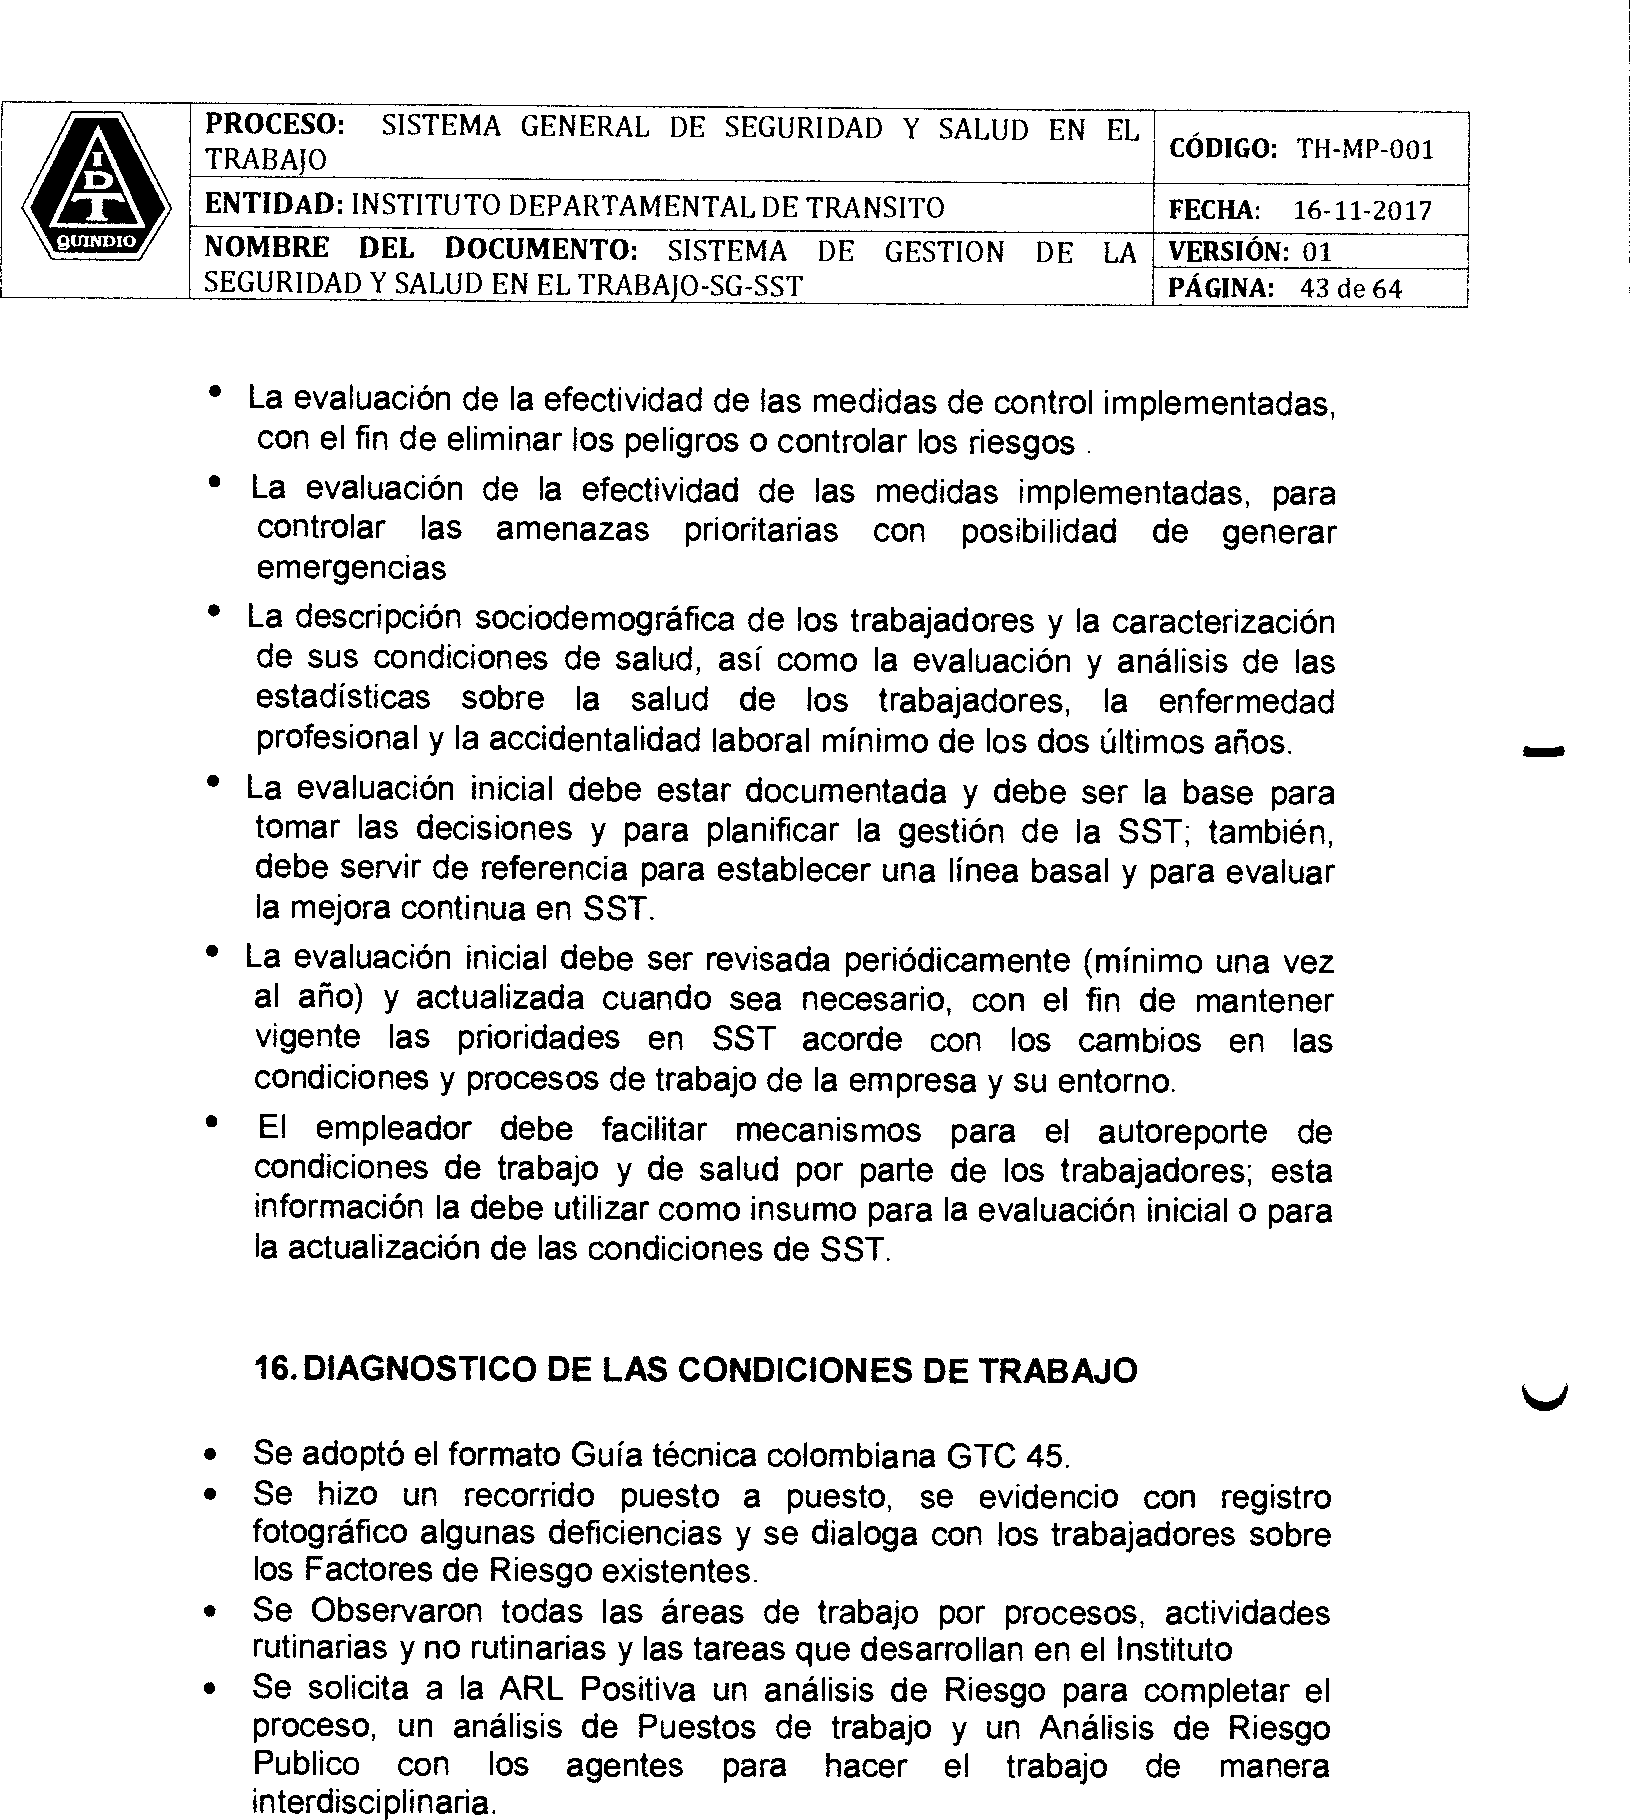 I
D
T
QUINDIO
PROCESO: SISTEMA GENERAL DE SEGURIDAD Y SALUD EN EL
TRABAJO
CÓDIGO: TH-MP-001
ENTIDAD: INSTITUTO DEPARTAMENTAL DE TRANSITO
FECHA: 16-11-2017
NOMBRE DEL DOCUMENTO: SISTEMA DE GESTION DE LA
SEGURIDAD Y SALUD EN EL TRABAJO-SG-SST
VERSIÓN: 01
PÁGINA: 43 de 64
• La evaluación de la efectividad de las medidas de control implementadas,
con el fin de eliminar los peligros o controlar los riesgos .
• La evaluación de la efectividad de las medidas implementadas, para
controlar las amenazas prioritarias con posibilidad de generar
emergencias
• La descripción sociodemográfica de los trabajadores y la caracterización
de sus condiciones de salud, así como la evaluación y análisis de las
estadísticas sobre la salud de los trabajadores, la enfermedad
profesional y la accidentalidad laboral mínimo de los dos últimos años.
• La evaluación inicial debe estar documentada y debe ser la base para
tomar las decisiones y para planificar la gestión de la SST; también,
debe servir de referencia para establecer una línea basal y para evaluar
la mejora continua en SST.
• La evaluación inicial debe ser revisada periódicamente (mínimo una vez
al año) y actualizada cuando sea necesario, con el fin de mantener
vigente las prioridades en SST acorde con los cambios en las
condiciones y procesos de trabajo de la empresa y su entorno.
• El empleador debe facilitar mecanismos para el autoreporte de
condiciones de trabajo y de salud por parte de los trabajadores; esta
información la debe utilizar como insumo para la evaluación inicial o para
la actualización de las condiciones de SST.
16. DIAGNOSTICO DE LAS CONDICIONES DE TRABAJO
• Se adoptó el formato Guía técnica colombiana GTC 45.
• Se hizo un recorrido puesto a puesto, se evidencio con registro
fotográfico algunas deficiencias y se dialoga con los trabajadores sobre
los Factores de Riesgo existentes.
• Se Observaron todas las áreas de trabajo por procesos, actividades
rutinarias y no rutinarias y las tareas que desarrollan en el Instituto
• Se solicita a la ARL Positiva un análisis de Riesgo para completar el
proceso, un análisis de Puestos de trabajo y un Análisis de Riesgo
Publico con los agentes para hacer el trabajo de manera
interdisciplinaria.